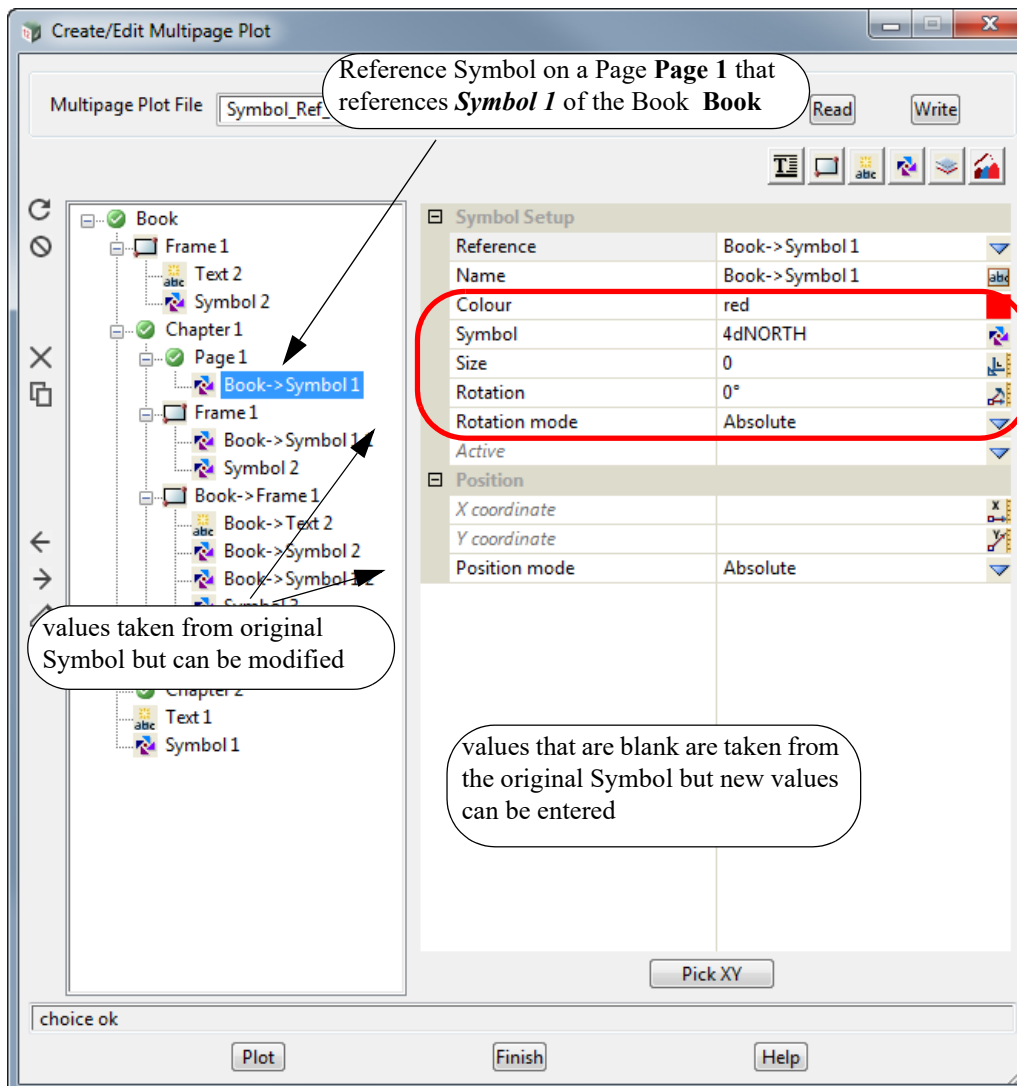 Create/Edit Multipage Plot
Reference Symbol on a Page Page 1 that
references Symbol 1 of the Book Book
Multipage Plot File
Symbol_Ref_
Read
Write
Book
Frame 1
Text 2
Symbol 2
Chapter 1
Page 1
Book->Symbol 1
Frame 1
Book->Symbol 1
Symbol 2
Book->Frame 1
Book->Text 2
Book->Symbol 2
Book->Symbol 1 2
values taken from original
Symbol but can be modified
Chapter 2
Text 1
Symbol 1
Symbol Setup
Reference Book->Symbol 1
Name Book->Symbol 1
Colour red
Symbol 4dNORTH
Size 0
Rotation 0°
Rotation mode Absolute
Active
Position
X coordinate
Y coordinate
Position mode Absolute
values that are blank are taken from
the original Symbol but new values
can be entered
Pick XY
choice ok
Plot
Finish
Help